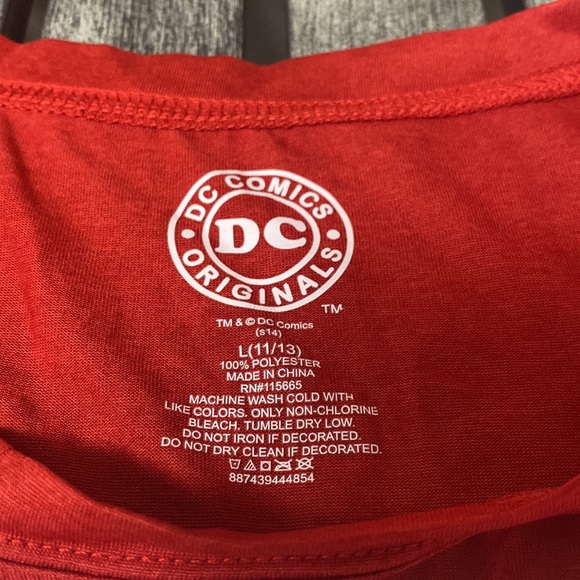 · DC COMICS ·
DC
ORIGINALS
TM
TM & © DC Comics
(s14)
L(11/13)
100% POLYESTER
MADE IN CHINA
RN#115665
MACHINE WASH COLD WITH
LIKE COLORS. ONLY NON-CHLORINE
BLEACH, TUMBLE DRY LOW.
DO NOT IRON IF DECORATED.
DO NOT DRY CLEAN IF DECORATED.
887439444854